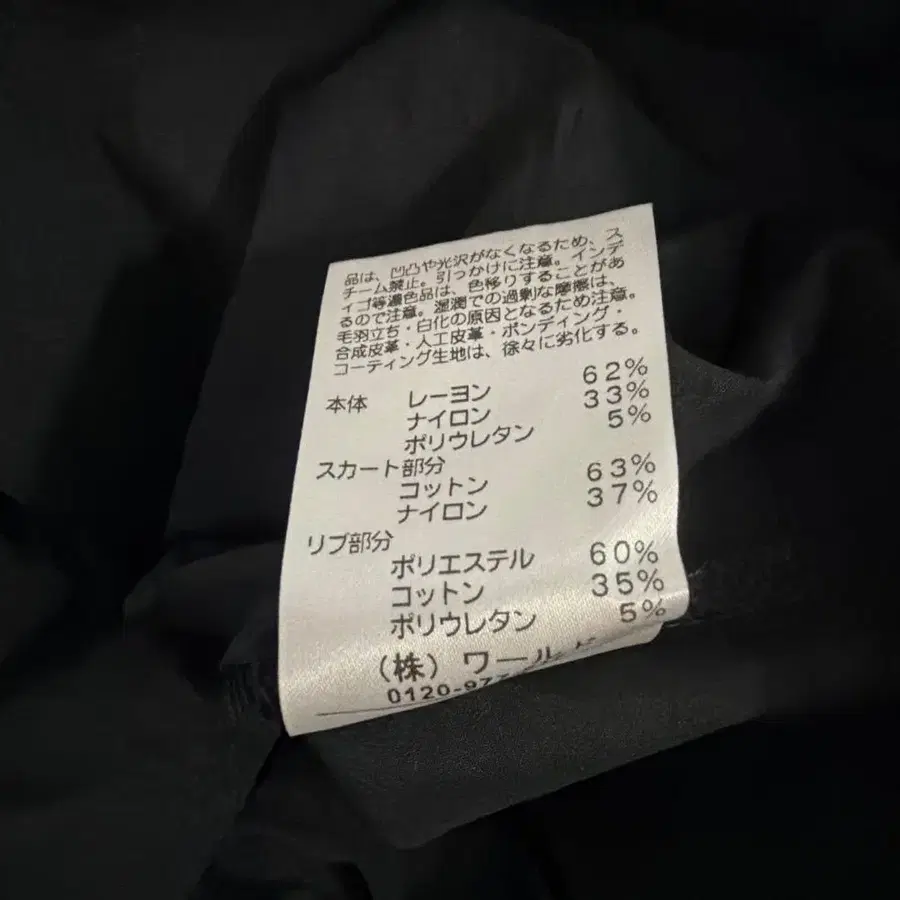 品は、凹凸や光沢がなくなるため、ス
チーム禁止。引っかけに注意。インデ
ィゴ等濃色品は、色移りすることがあ
るので注意。湿潤での過剰な摩擦は、
毛羽立ち・白化の原因となるため注意。
合成皮革・人工皮革・ボンディング・
コーティング生地は、徐々に劣化する。
本体 レーヨン 62%
ナイロン 33%
ポリウレタン 5%
スカート部分
コットン 63%
ナイロン 37%
リブ部分
ポリエステル 60%
コットン 35%
ポリウレタン 5%
(株)ワールド
0120-97